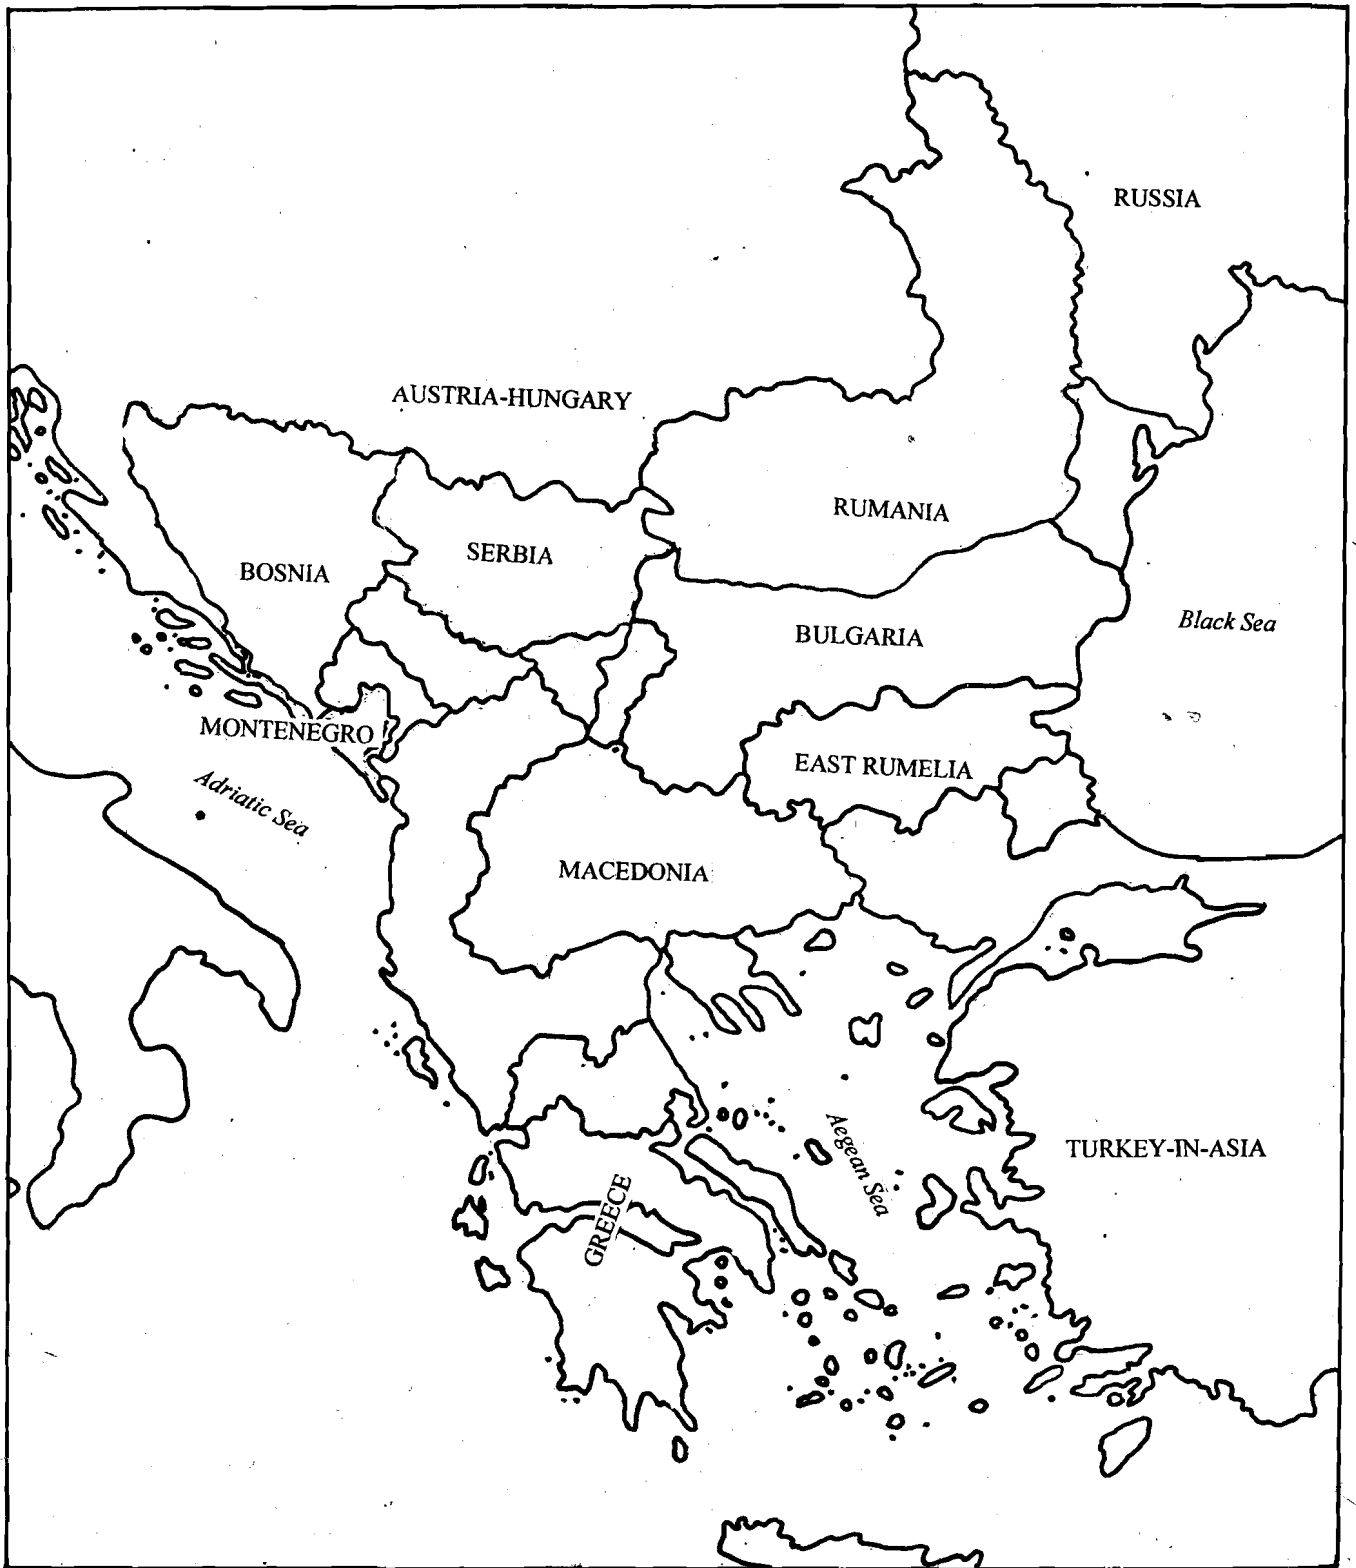 RUSSIA
AUSTRIA-HUNGARY
RUMANIA
SERBIA
BOSNIA
Black Sea
BULGARIA
MONTENEGRO
EAST RUMELIA
Adriatic Sea
MACEDONIA
TURKEY-IN-ASIA
Aegean Sea
GREECE